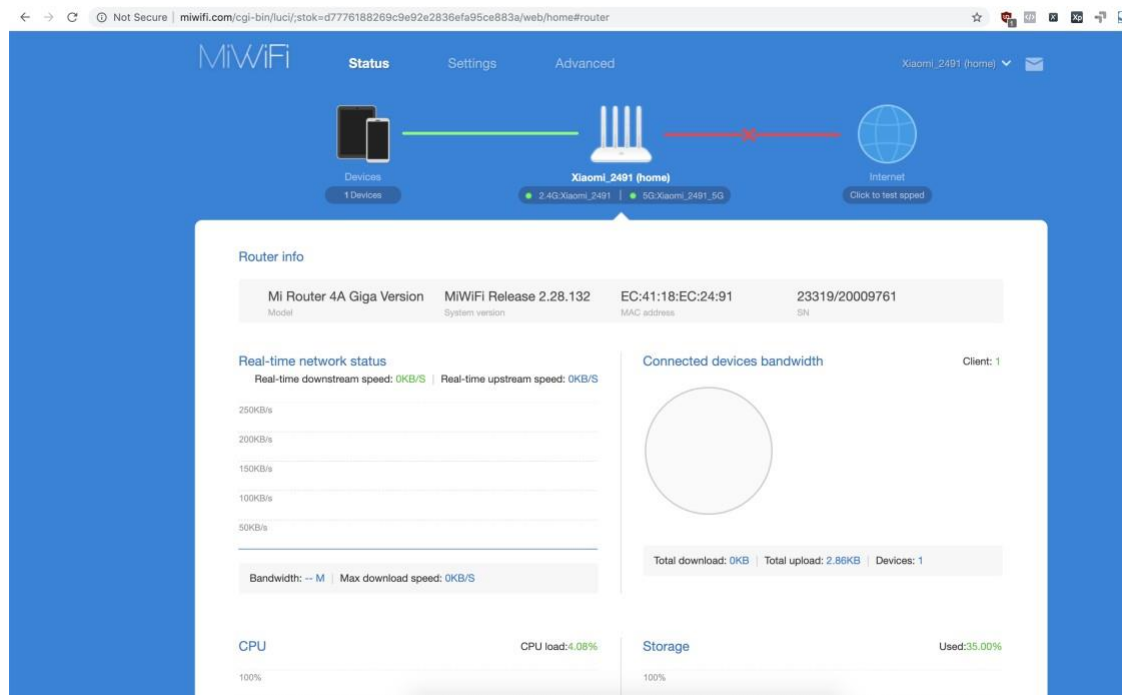 Not Secure | miwifi.com/cgi-bin/luci/;stok=d7776188269c9e92e2836efa95ce883a/web/home#router
MiWiFi Status Settings Advanced Xiaomi_2491 (home)
Devices Xiaomi_2491 (home) Internet
1 Devices 2.4G:Xiaomi_2491 | 5G:Xiaomi_2491_5G Click to test spped
Router info
Mi Router 4A Giga Version MiWiFi Release 2.28.132 EC:41:18:EC:24:91 23319/20009761
Model System version MAC address SN
Real-time network status
Real-time downstream speed: 0KB/S | Real-time upstream speed: 0KB/S
250KB/s
200KB/s
150KB/s
100KB/s
50KB/s
Bandwidth: -- M | Max download speed: 0KB/S
Connected devices bandwidth Client: 1
Total download: 0KB | Total upload: 2.86KB | Devices: 1
CPU CPU load:4.08%
100%
Storage Used:35.00%
100%